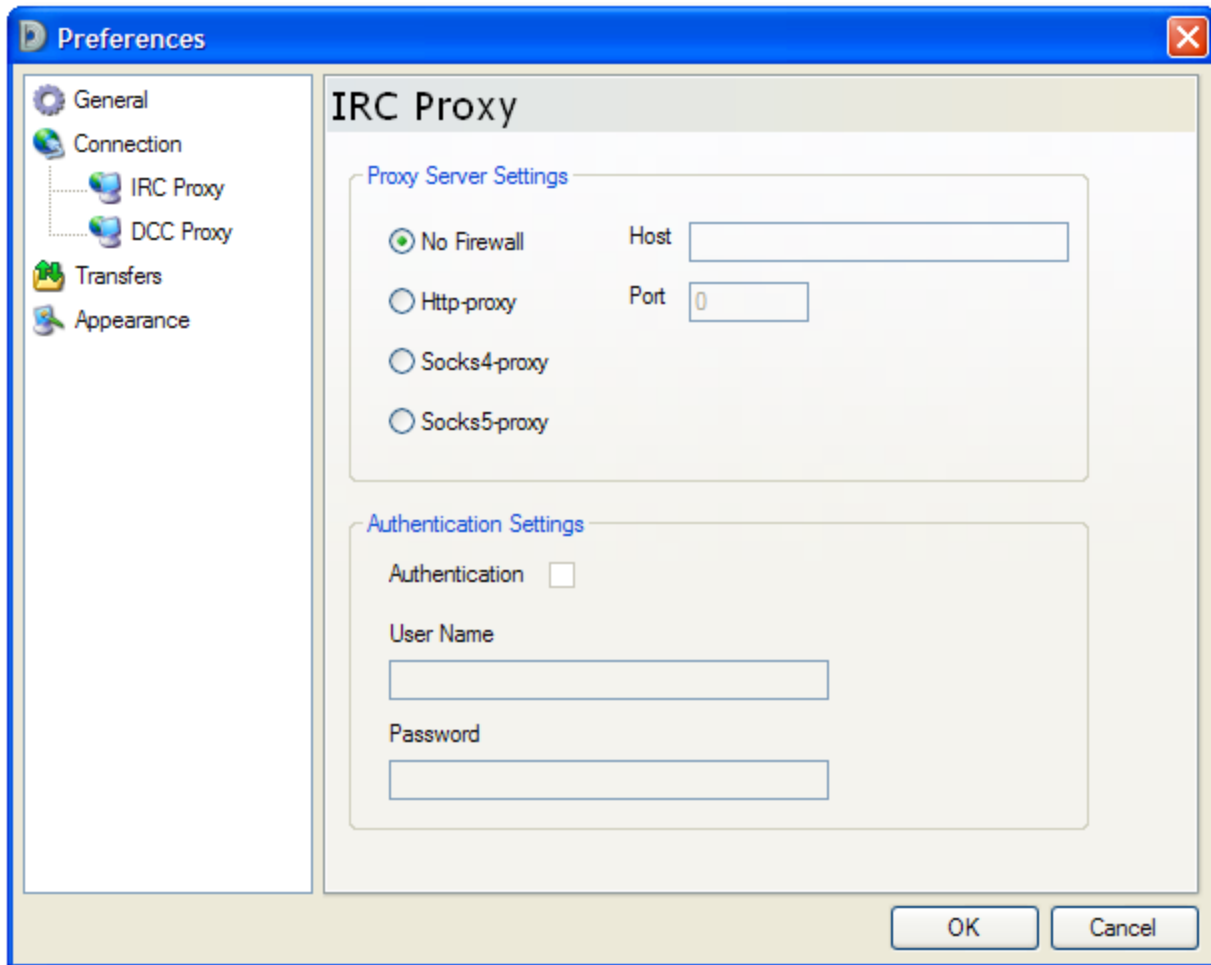 Preferences
General
Connection
IRC Proxy
DCC Proxy
Transfers
Appearance
IRC Proxy
Proxy Server Settings
No Firewall Host
Http-proxy Port 0
Socks4-proxy
Socks5-proxy
Authentication Settings
Authentication
User Name
Password
OK Cancel